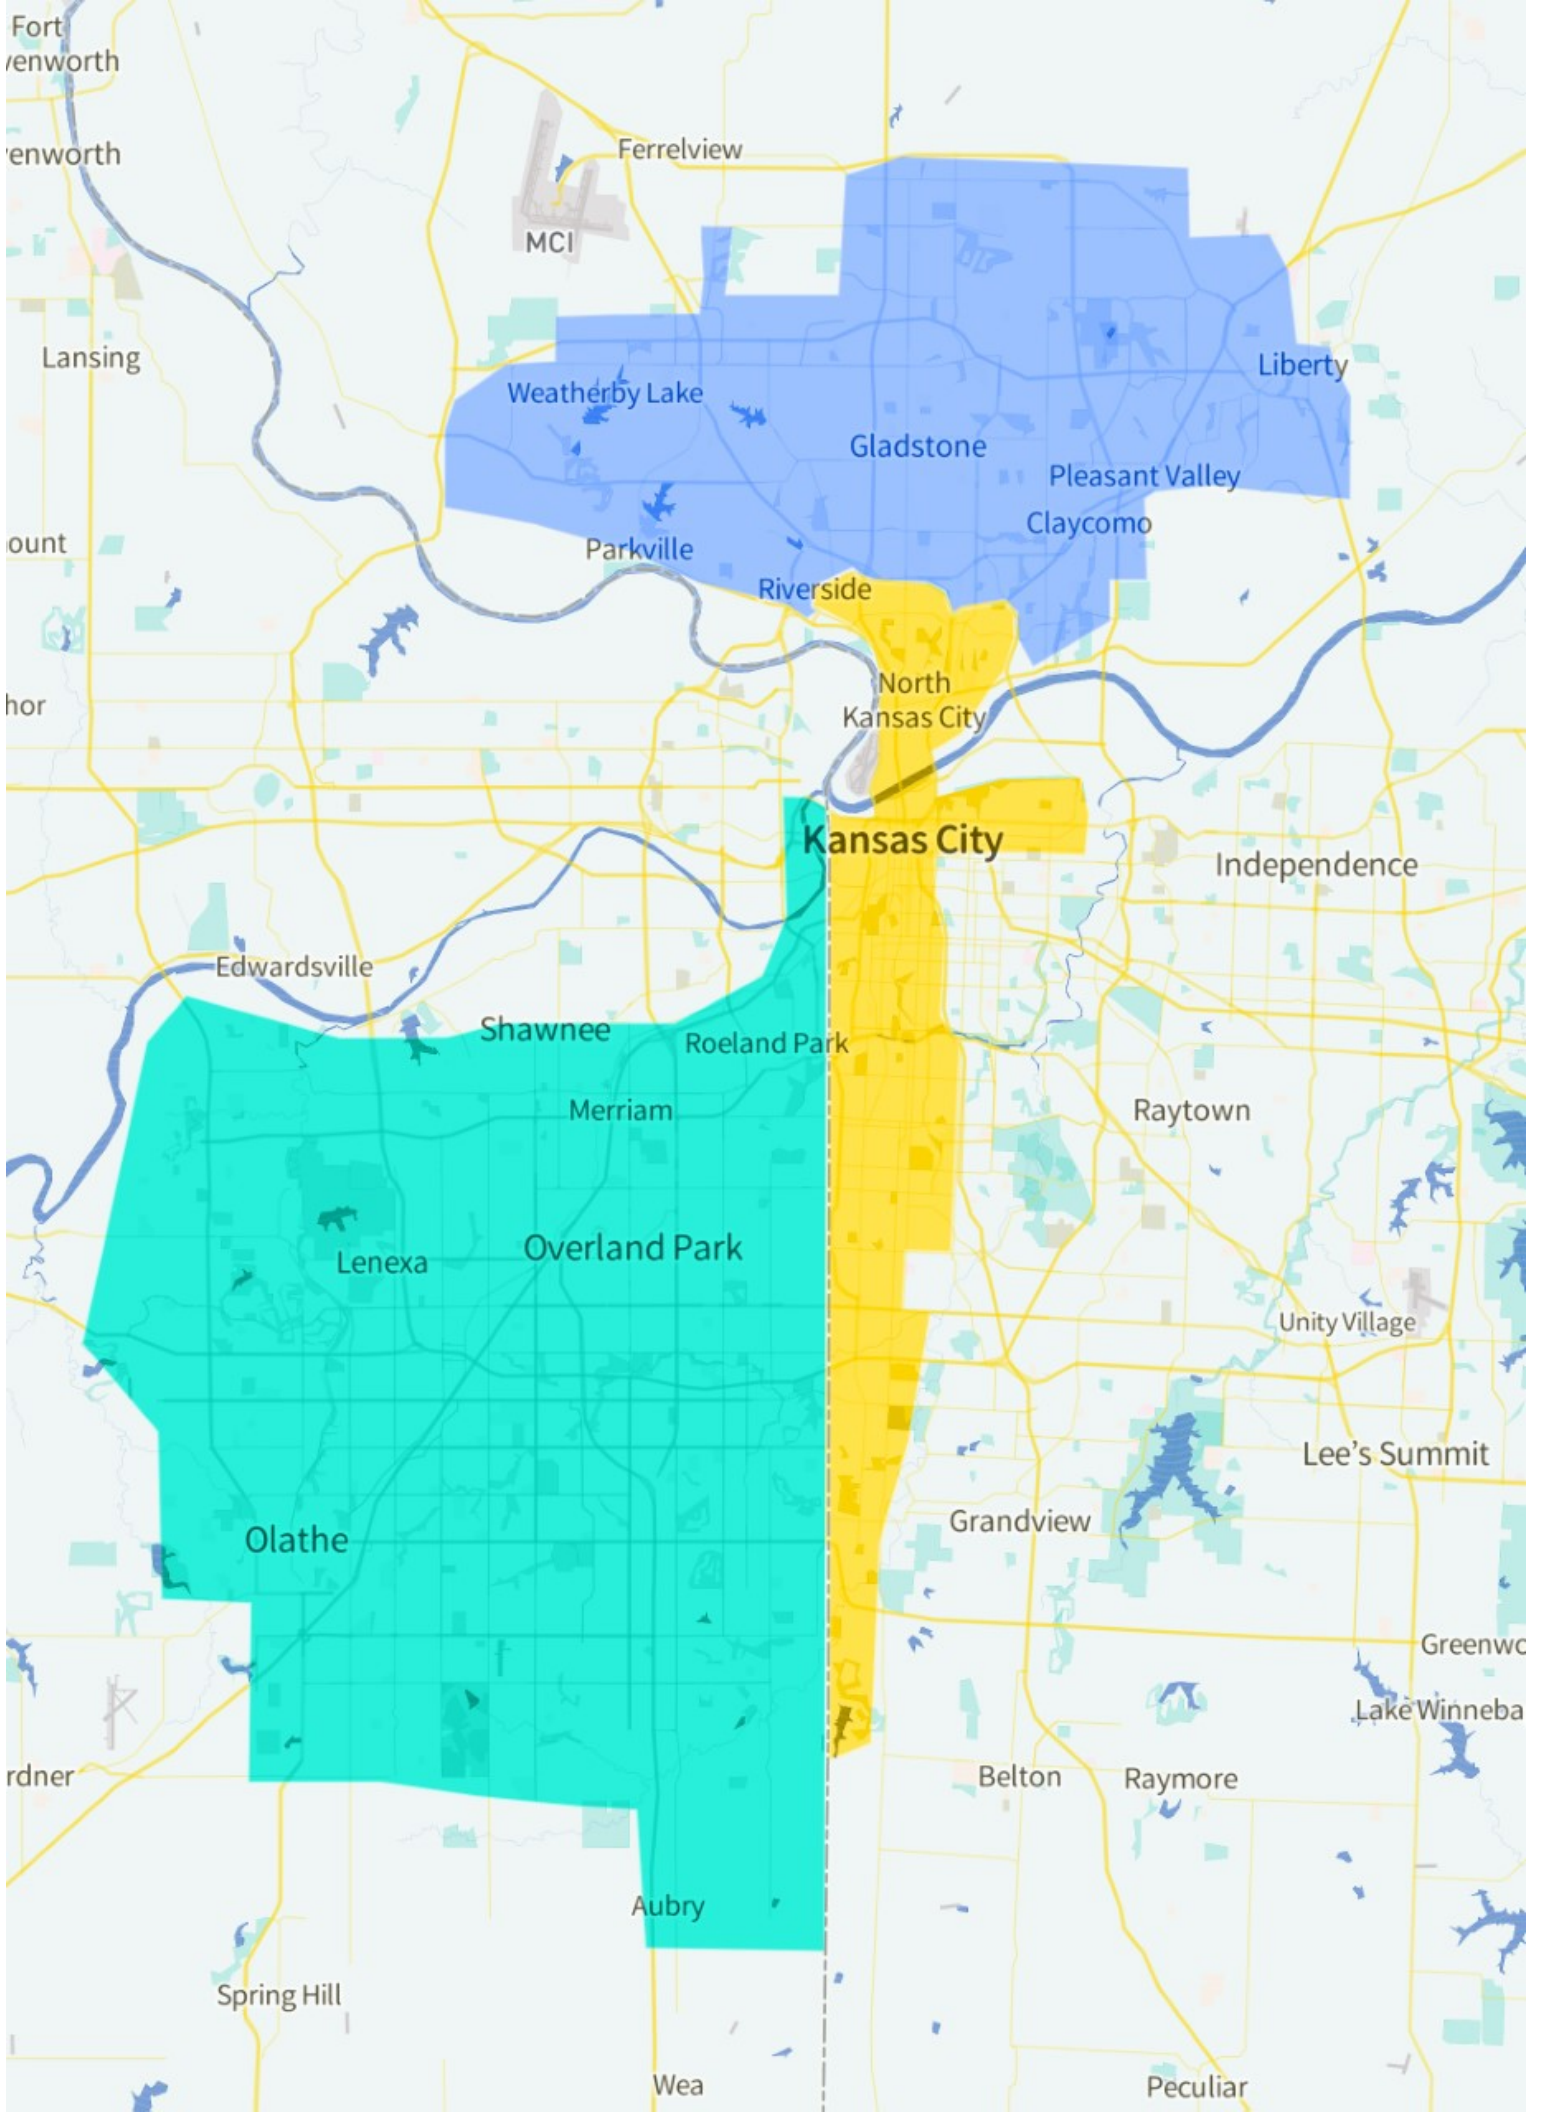 Fort
venworth
Ferrelview
venworth
MCI
Lansing
Liberty
Weatherby Lake
Gladstone
Pleasant Valley
Claycomo
ount
Parkville
Riverside
North
Kansas City
hor
Kansas City
Independence
Edwardsville
Shawnee
Roeland Park
Merriam
Raytown
Overland Park
Lenexa
Unity Village
Lee's Summit
Grandview
Olathe
Greenwo
Lake Winneba
rdner
Belton
Raymore
Aubry
Spring Hill
Wea
Peculiar